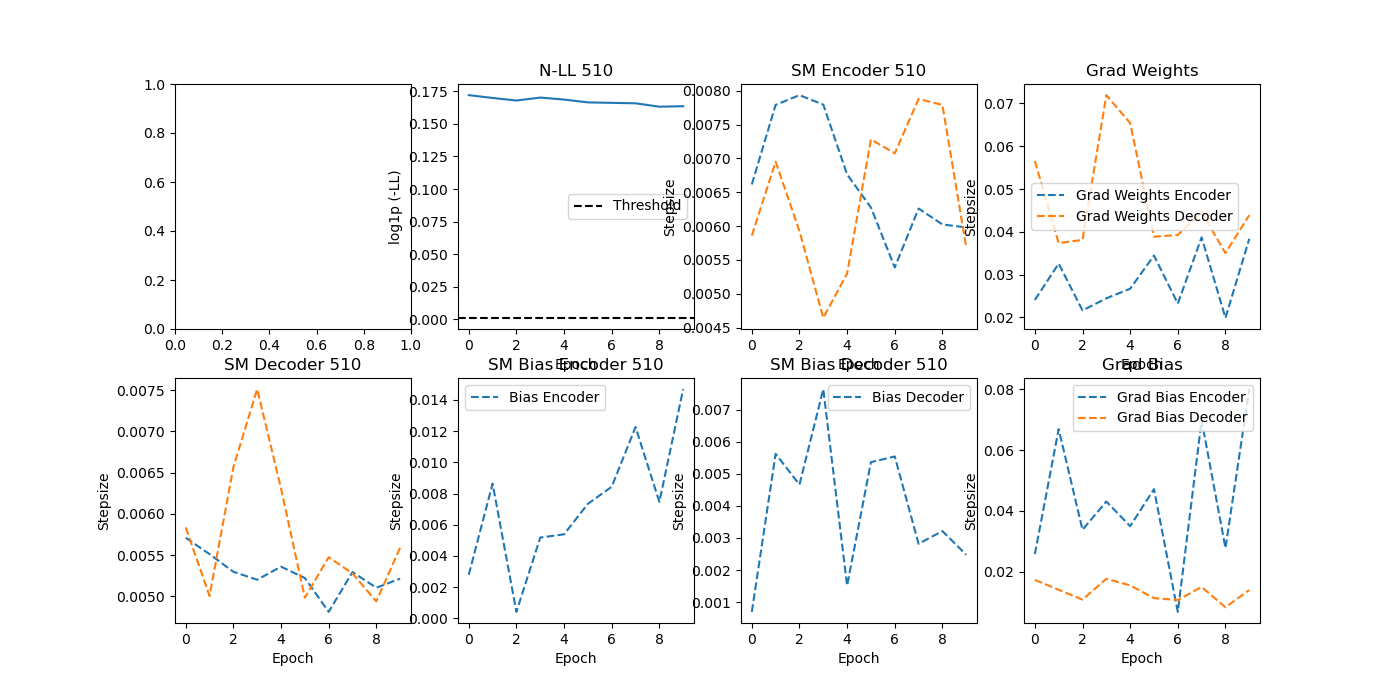 N-LL 510
SM Encoder 510
Grad Weights
1.0
0.8
0.6
0.4
0.2
0.0
0.0 0.2 0.4 0.6 0.8 1.0
log1p (-LL)
0.175
0.150
0.125
0.100
0.075
0.050
0.025
0.000
Threshold
0 2 4 6 8
Epoch
Stepsize
0.0080
0.0075
0.0070
0.0065
0.0060
0.0055
0.0050
0.0045
0 2 4 6 8
Epoch
Stepsize
0.07
0.06
0.05
0.04
0.03
0.02
Grad Weights Encoder
Grad Weights Decoder
0 2 4 6 8
Epoch
SM Decoder 510
SM Bias Encoder 510
SM Bias Decoder 510
Grad Bias
Stepsize
0.0075
0.0070
0.0065
0.0060
0.0055
0.0050
0 2 4 6 8
Epoch
Stepsize
0.014
0.012
0.010
0.008
0.006
0.004
0.002
0.000
Bias Encoder
0 2 4 6 8
Epoch
Stepsize
0.007
0.006
0.005
0.004
0.003
0.002
0.001
Bias Decoder
0 2 4 6 8
Epoch
Stepsize
0.08
0.06
0.04
0.02
Grad Bias Encoder
Grad Bias Decoder
0 2 4 6 8
Epoch